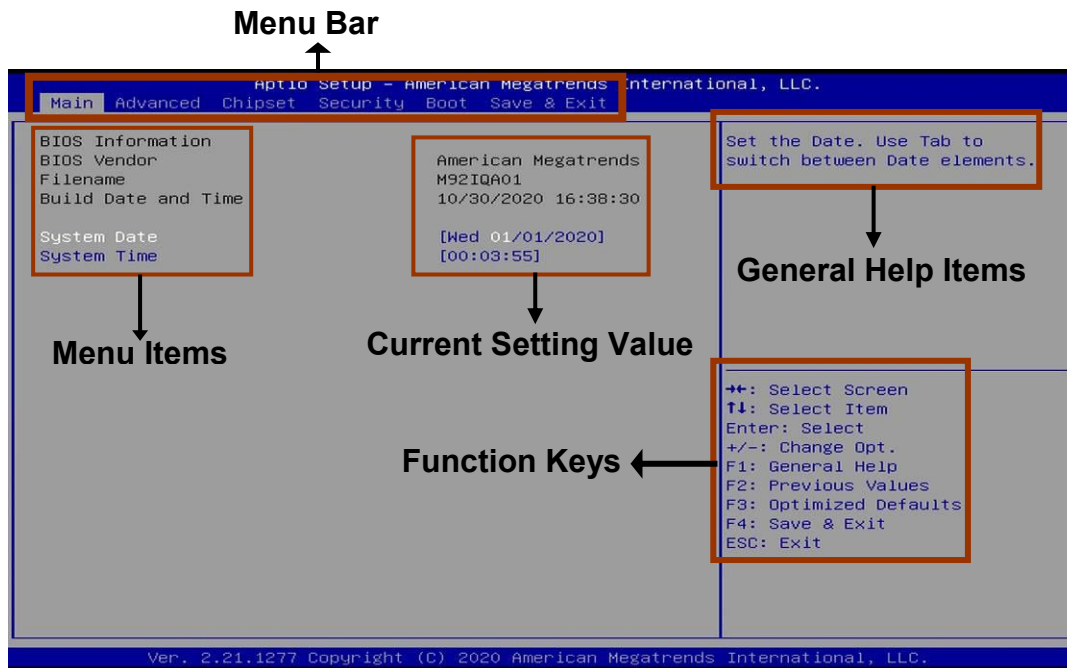 Menu Bar
Aptio Setup – American Megatrends International, LLC.
Main Advanced Chipset Security Boot Save & Exit
BIOS Information
BIOS Vendor American Megatrends
Filename M92IQA01
Build Date and Time 10/30/2020 16:38:30
System Date [Wed 01/01/2020]
System Time [00:03:55]
Set the Date. Use Tab to
switch between Date elements.
General Help Items
Menu Items
Current Setting Value
→←: Select Screen
↑↓: Select Item
Enter: Select
+/-: Change Opt.
F1: General Help
F2: Previous Values
F3: Optimized Defaults
F4: Save & Exit
ESC: Exit
Function Keys
Ver. 2.21.1277 Copyright (C) 2020 American Megatrends International, LLC.